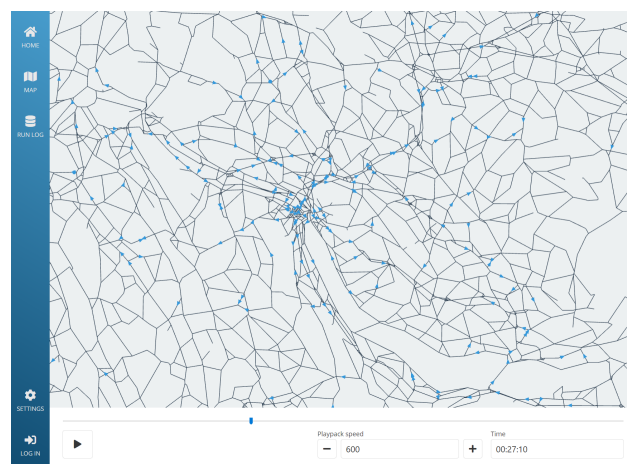 HOME
MAP
RUN LOG
SETTINGS
LOG IN
Playpack speed
600
Time
00:27:10